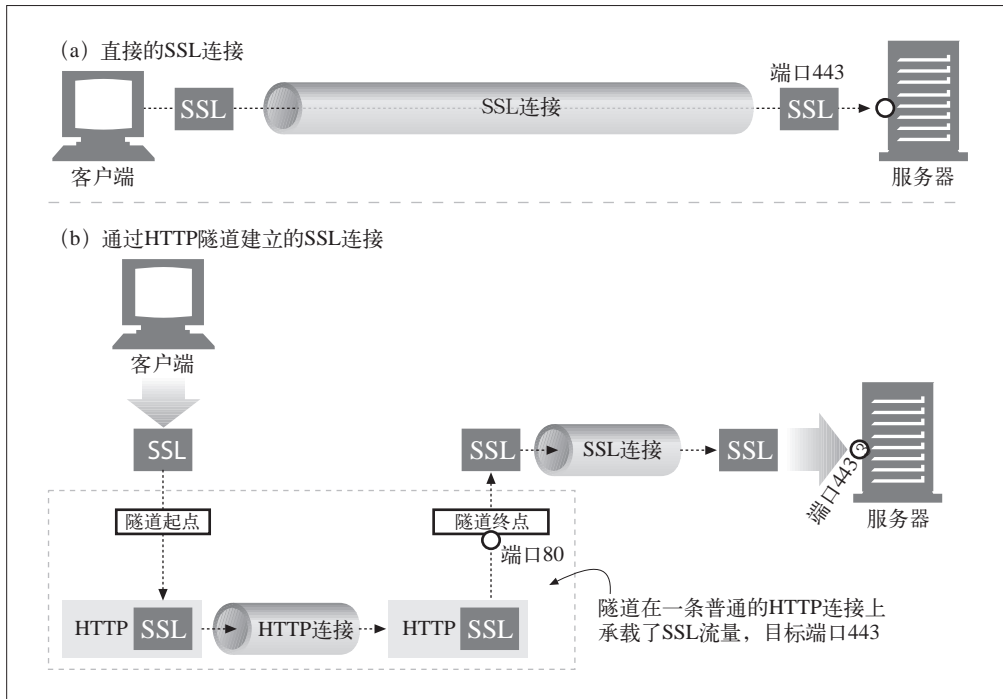 (a) 直接的SSL连接
端口443
SSL
SSL连接
SSL
客户端
服务器
(b) 通过HTTP隧道建立的SSL连接
客户端
SSL
SSL
SSL连接
SSL
端口443
服务器
隧道起点
隧道终点
端口80
HTTP SSL
HTTP连接
HTTP SSL
隧道在一条普通的HTTP连接上
承载了SSL流量，目标端口443